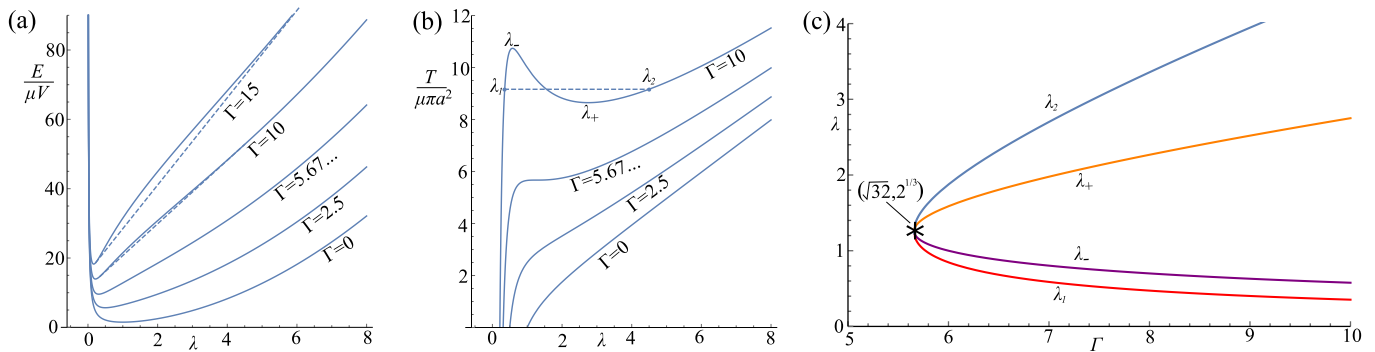 (a)
E
μV
80
60
40
20
0
Γ=15
Γ=10
Γ=5.67...
Γ=2.5
Γ=0
0 2 4 6 8
λ
(b)
T
μπa²
12
10
8
6
4
2
λ₋
λ₁
λ₂
λ₊
Γ=10
Γ=5.67...
Γ=2.5
Γ=0
0 2 4 6 8
λ
(c)
4
3
λ
2
1
0
λ₂
λ₊
(√32,2^{1/3})
λ₋
λ₁
5 6 7 8 9 10
Γ